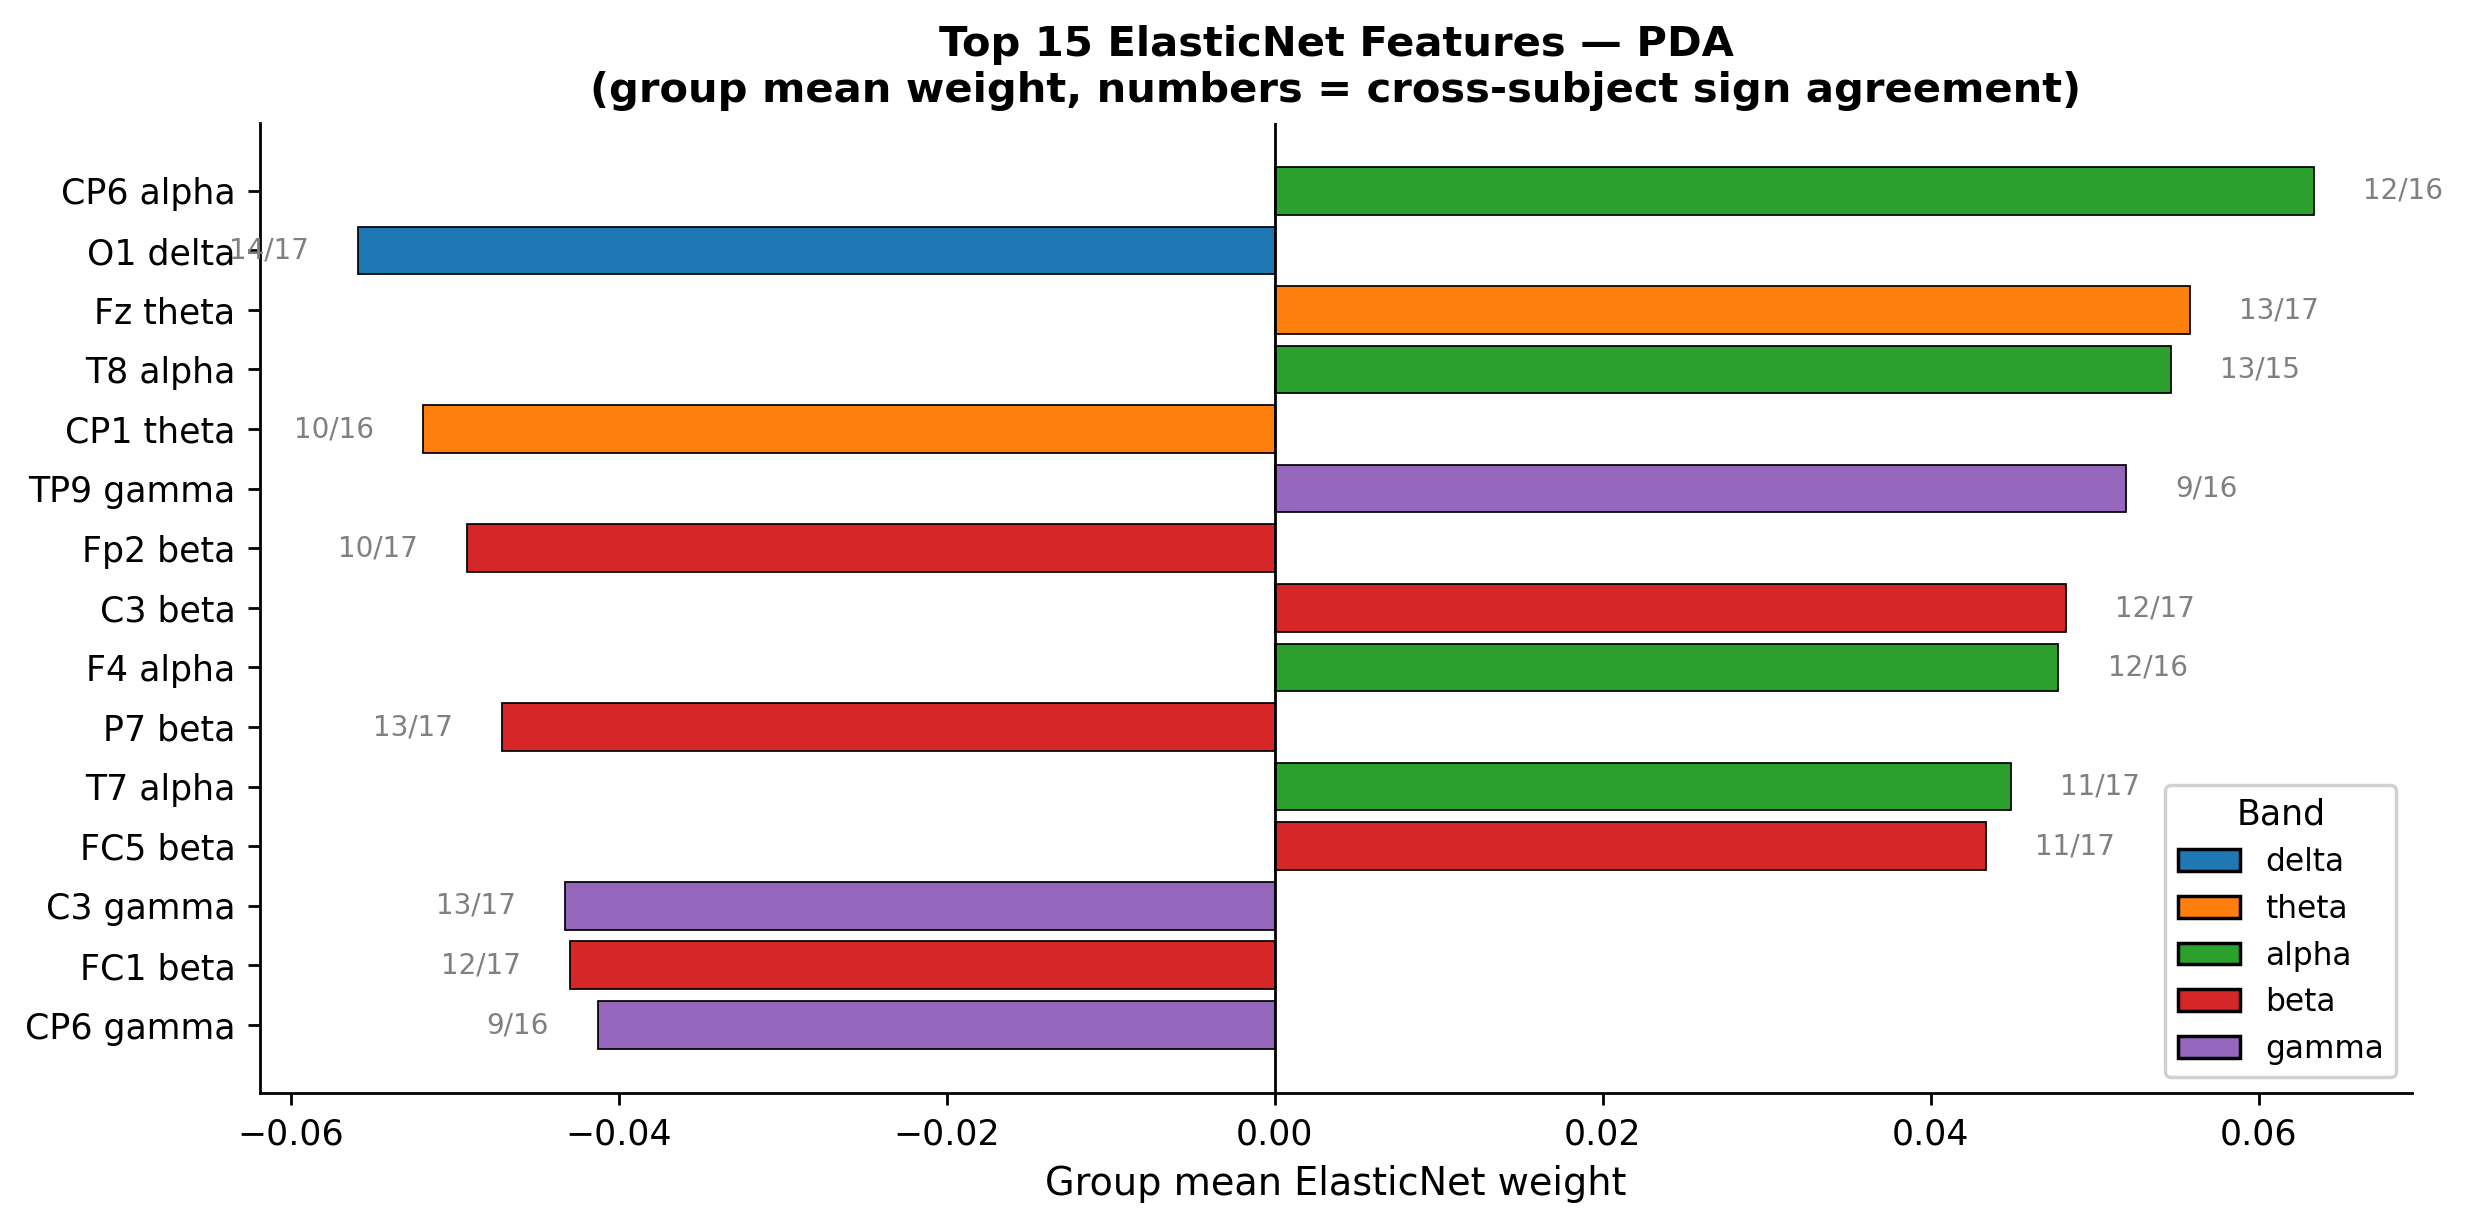 Top 15 ElasticNet Features — PDA
(group mean weight, numbers = cross-subject sign agreement)
CP6 alpha 12/16
O1 delta 14/17
Fz theta 13/17
T8 alpha 13/15
CP1 theta 10/16
TP9 gamma 9/16
Fp2 beta 10/17
C3 beta 12/17
F4 alpha 12/16
P7 beta 13/17
T7 alpha 11/17
FC5 beta 11/17
C3 gamma 13/17
FC1 beta 12/17
CP6 gamma 9/16
Band
delta
theta
alpha
beta
gamma
−0.06 −0.04 −0.02 0.00 0.02 0.04 0.06
Group mean ElasticNet weight